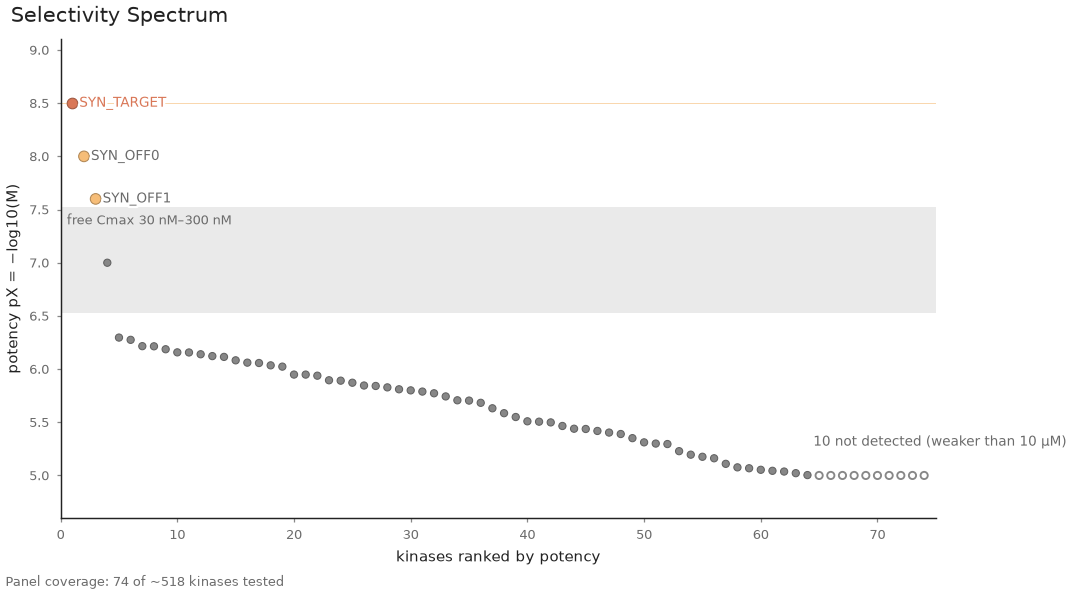 Selectivity Spectrum
9.0
8.5
8.0
7.5
7.0
6.5
6.0
5.5
5.0
potency pX = −log10(M)
SYN_TARGET
SYN_OFF0
SYN_OFF1
free Cmax 30 nM–300 nM
10 not detected (weaker than 10 µM)
0 10 20 30 40 50 60 70
kinases ranked by potency
Panel coverage: 74 of ~518 kinases tested